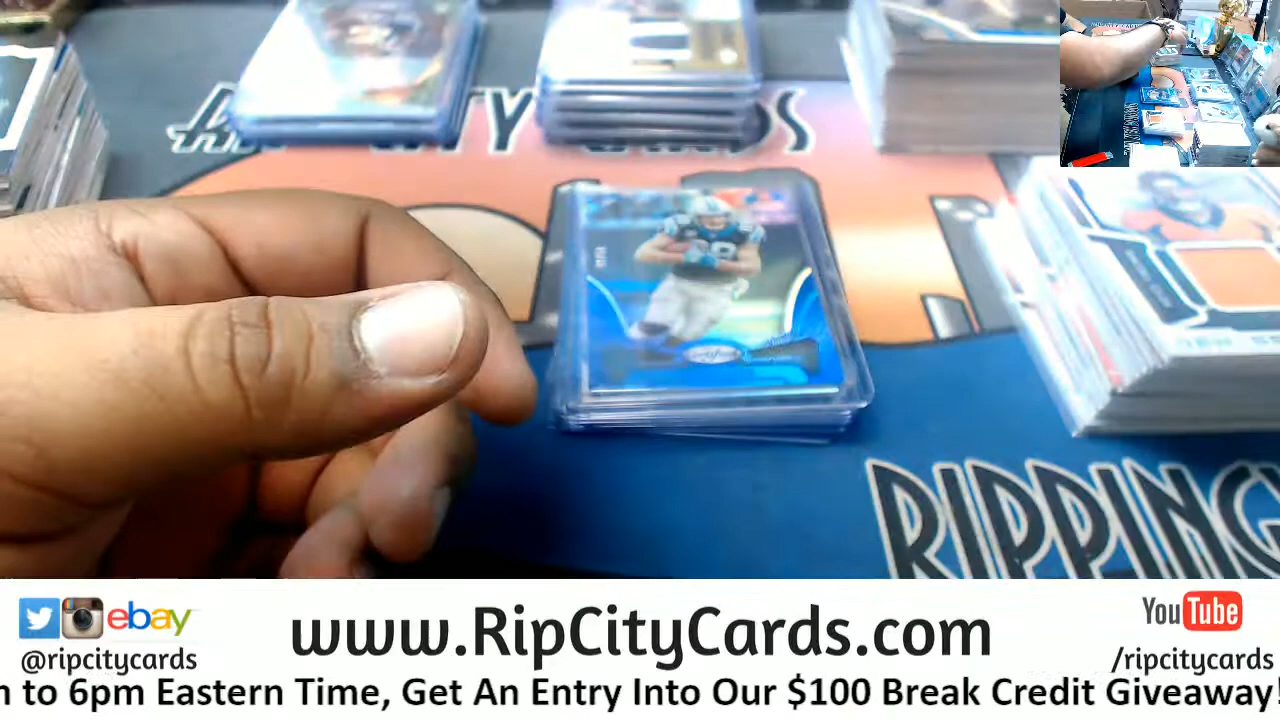 RIPPING
ebay
www.RipCityCards.com
YouTube
@ripcitycards
/ripcitycards
to 6pm Eastern Time, Get An Entry Into Our $100 Break Credit Giveaway!